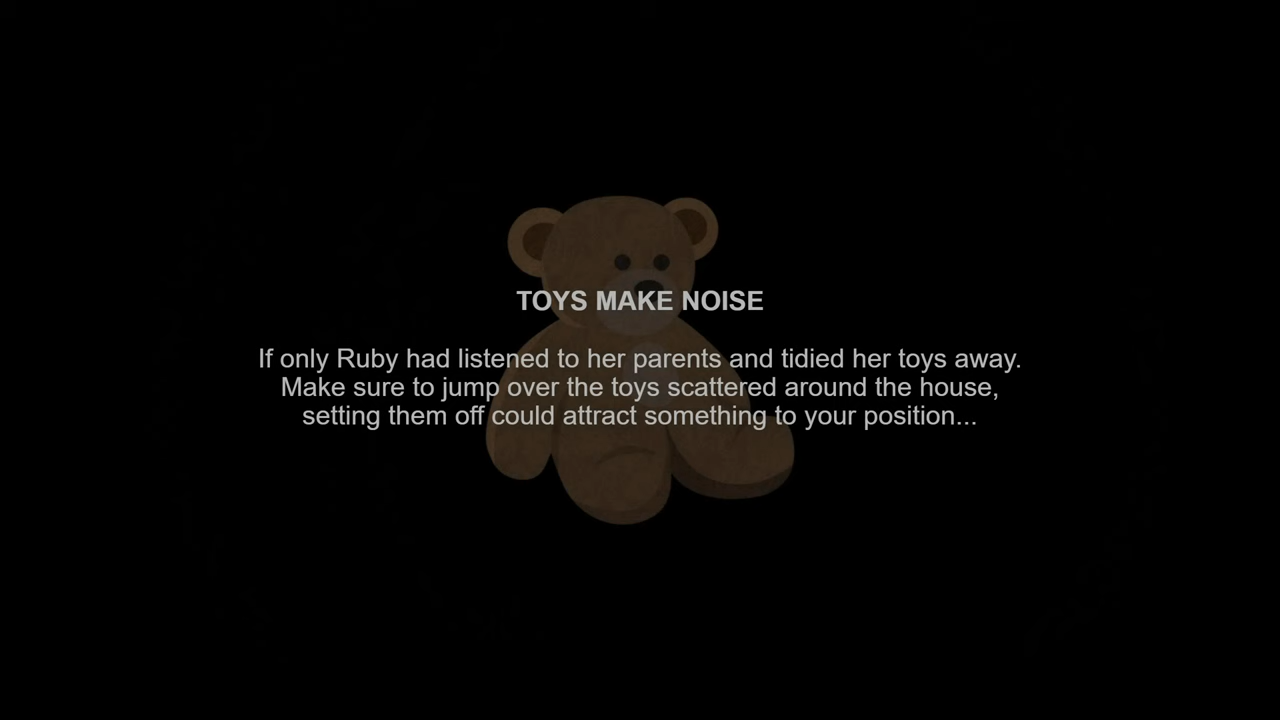 TOYS MAKE NOISE
If only Ruby had listened to her parents and tidied her toys away.
Make sure to jump over the toys scattered around the house,
setting them off could attract something to your position...